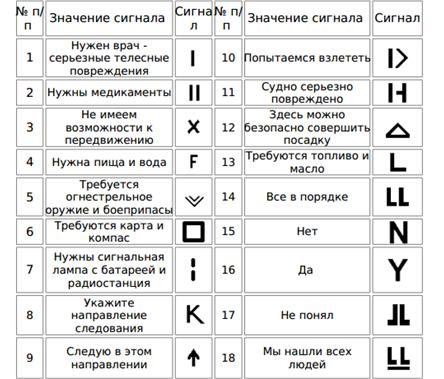 № п/п Значение сигнала Сигнал № п/п Значение сигнала Сигнал
1 Нужен врач - серьезные телесные повреждения I 10 Попытаемся взлететь |>
2 Нужны медикаменты II 11 Судно серьезно повреждено
3 Не имеем возможности к передвижению X 12 Здесь можно безопасно совершить посадку △
4 Нужна пища и вода F 13 Требуются топливо и масло L
5 Требуется огнестрельное оружие и боеприпасы 14 Все в порядке LL
6 Требуются карта и компас □ 15 Нет N
7 Нужны сигнальная лампа с батареей и радиостанция ¦ 16 Да Y
8 Укажите направление следования K 17 Не понял ⅃L
9 Следую в этом направлении ↑ 18 Мы нашли всех людей LL